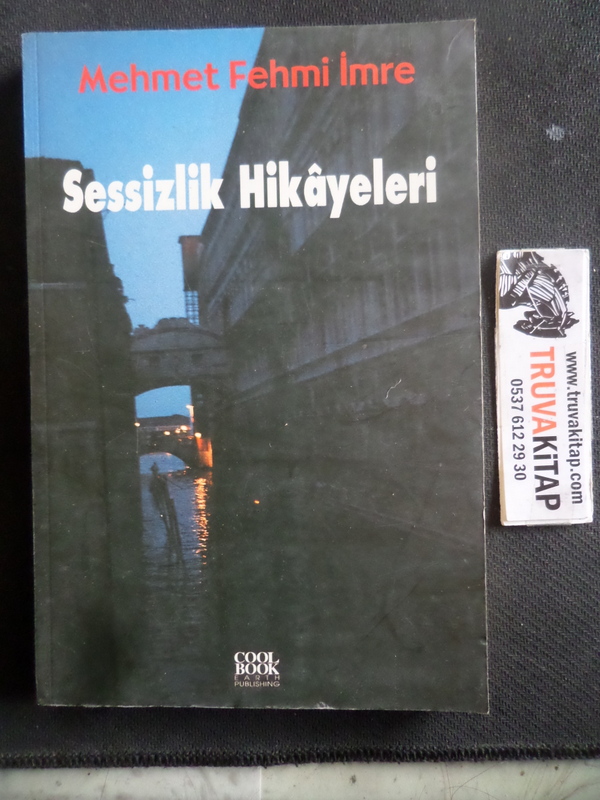 Mehmet Fehmi İmre
Sessizlik Hikâyeleri
COOL
BOOK
EARTH
PUBLISHING
www.truvakitap.com
TRUVAKiTAP
0537 612 29 30